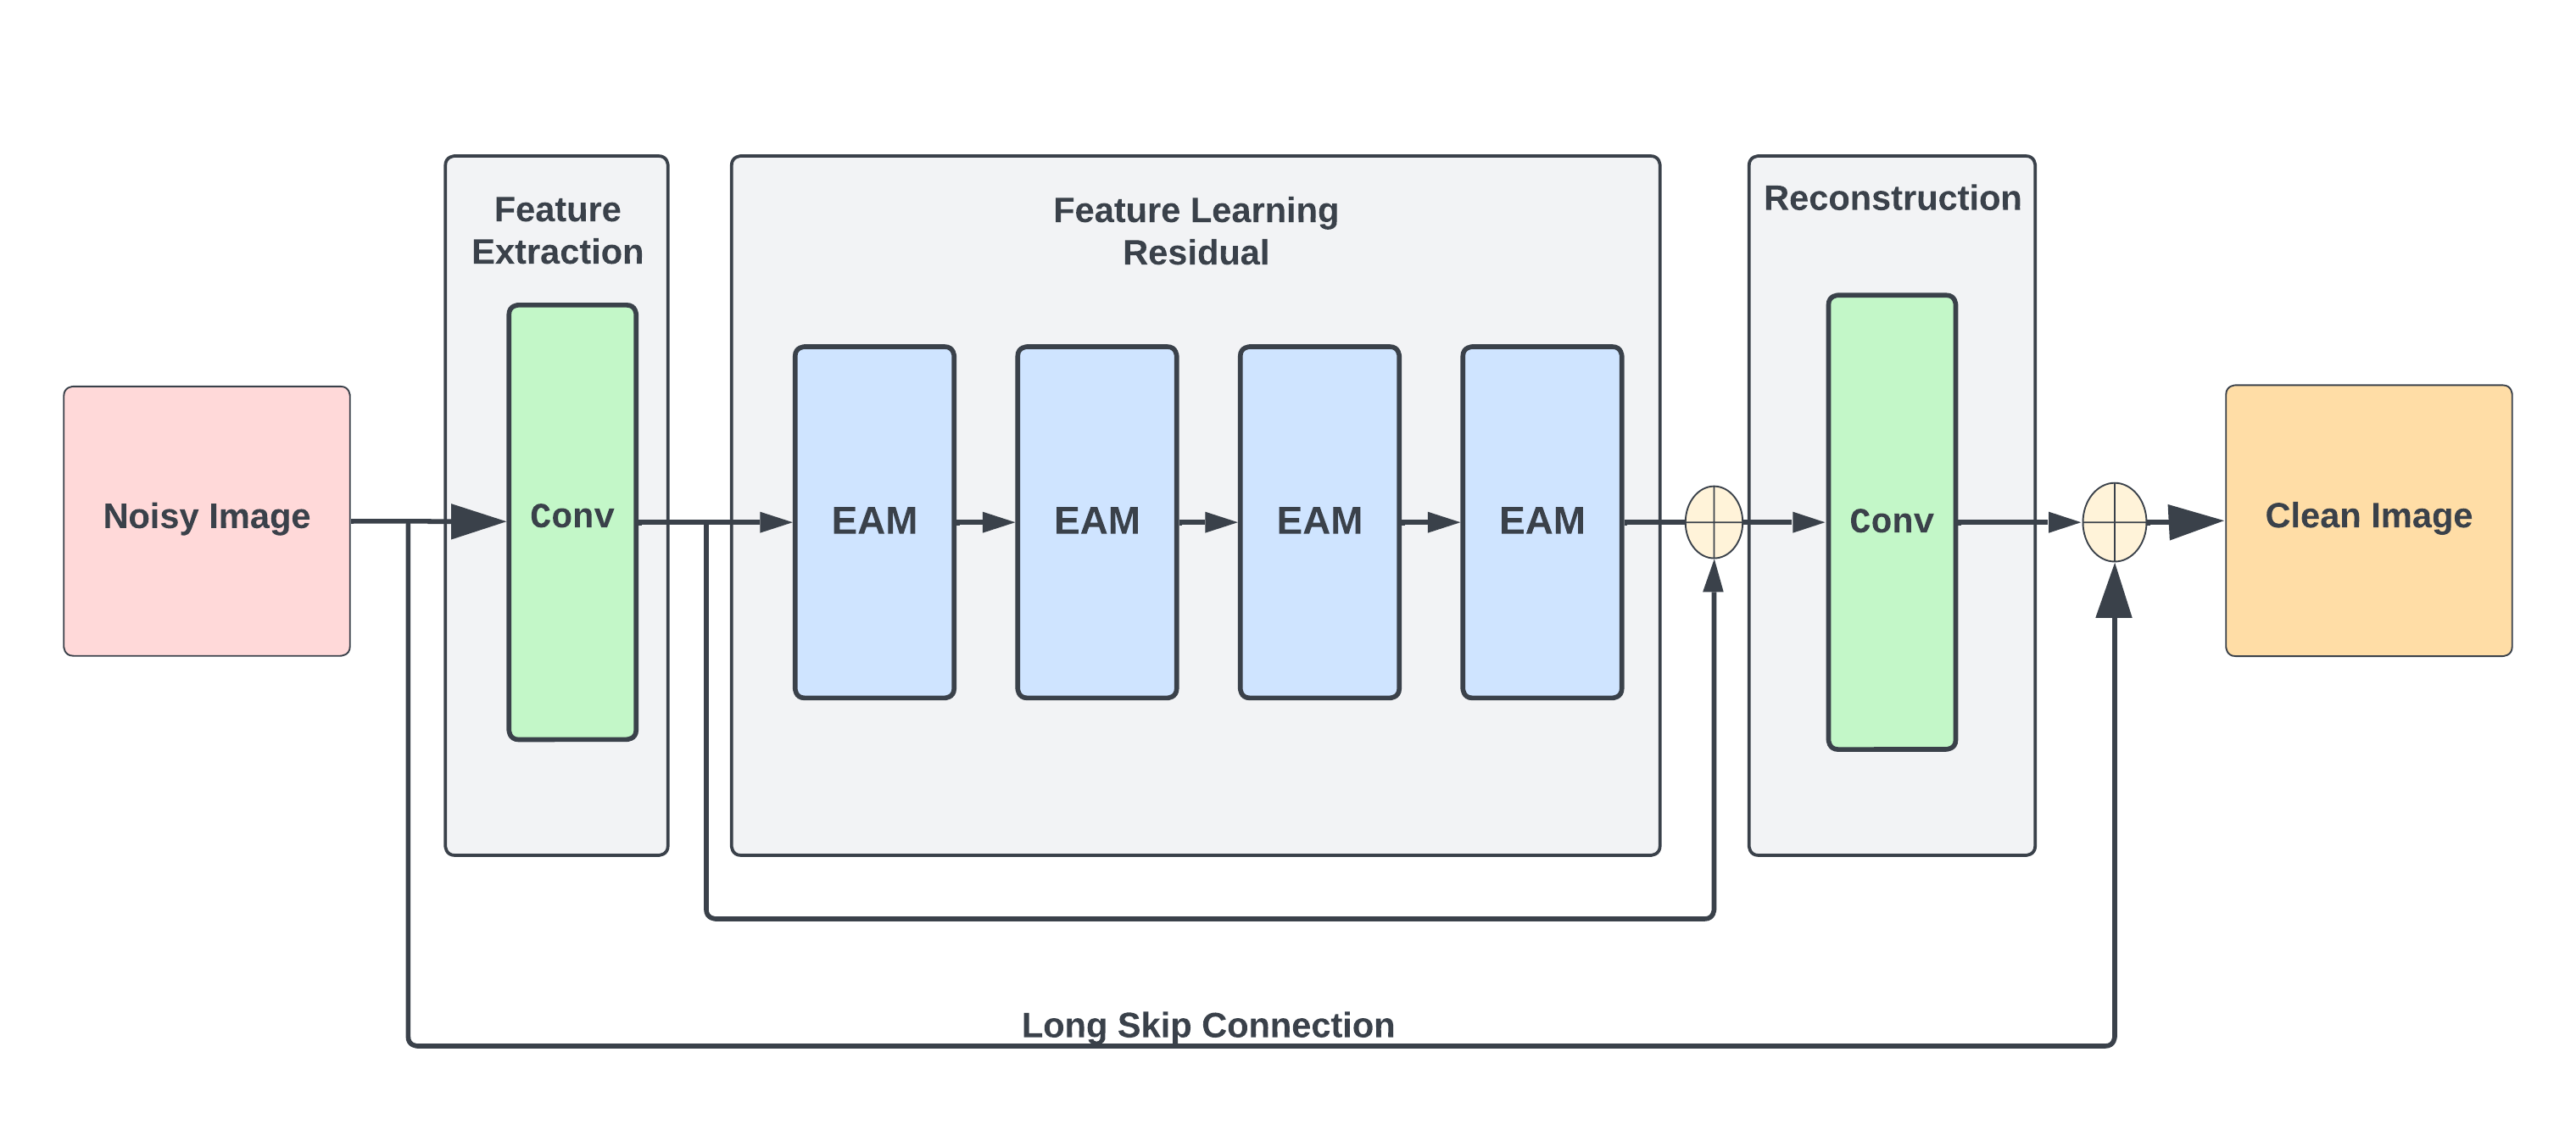 Feature
Extraction
Feature Learning
Residual
Reconstruction
Noisy Image
Conv
EAM
EAM
EAM
EAM
Conv
Clean Image
Long Skip Connection